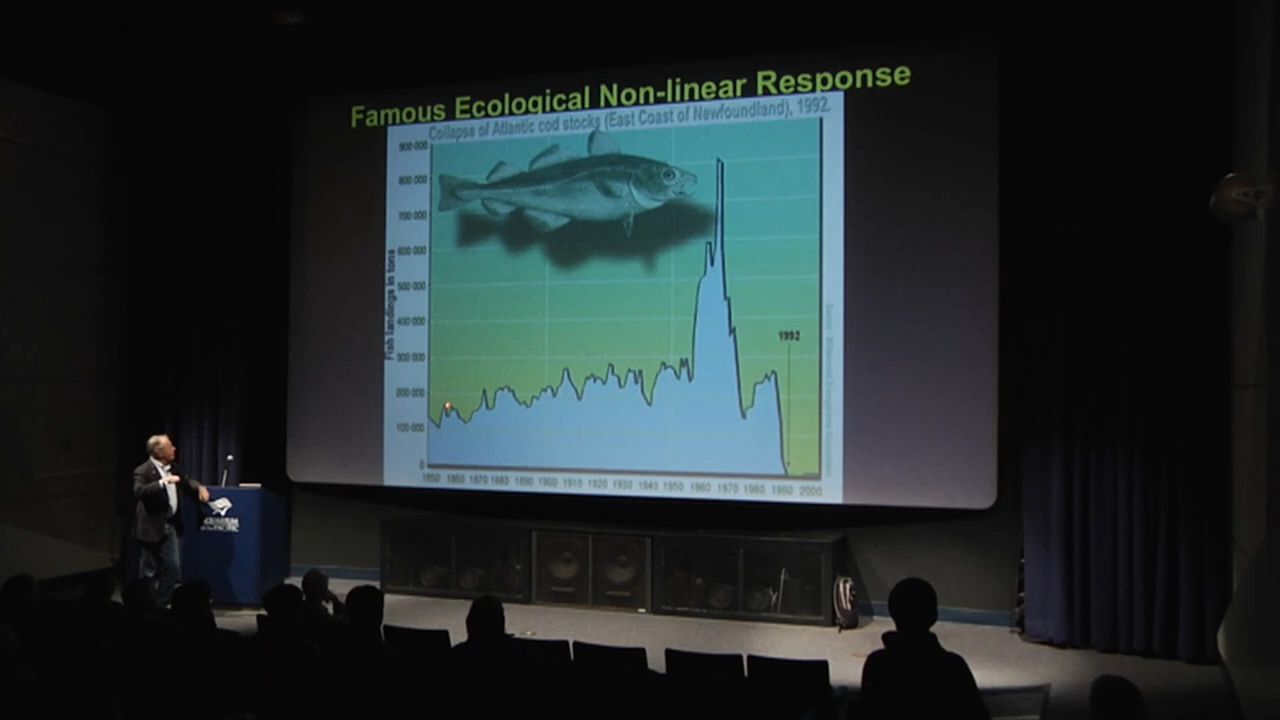 Famous Ecological Non-linear Response
Collapse of Atlantic cod stocks (East Coast of Newfoundland), 1992
900 000
800 000
700 000
600 000
500 000
400 000
300 000
200 000
100 000
0
Fish landings in tons
1992
1850 1860 1870 1880 1890 1900 1910 1920 1930 1940 1950 1960 1970 1980 1990 2000
AQUARIUM